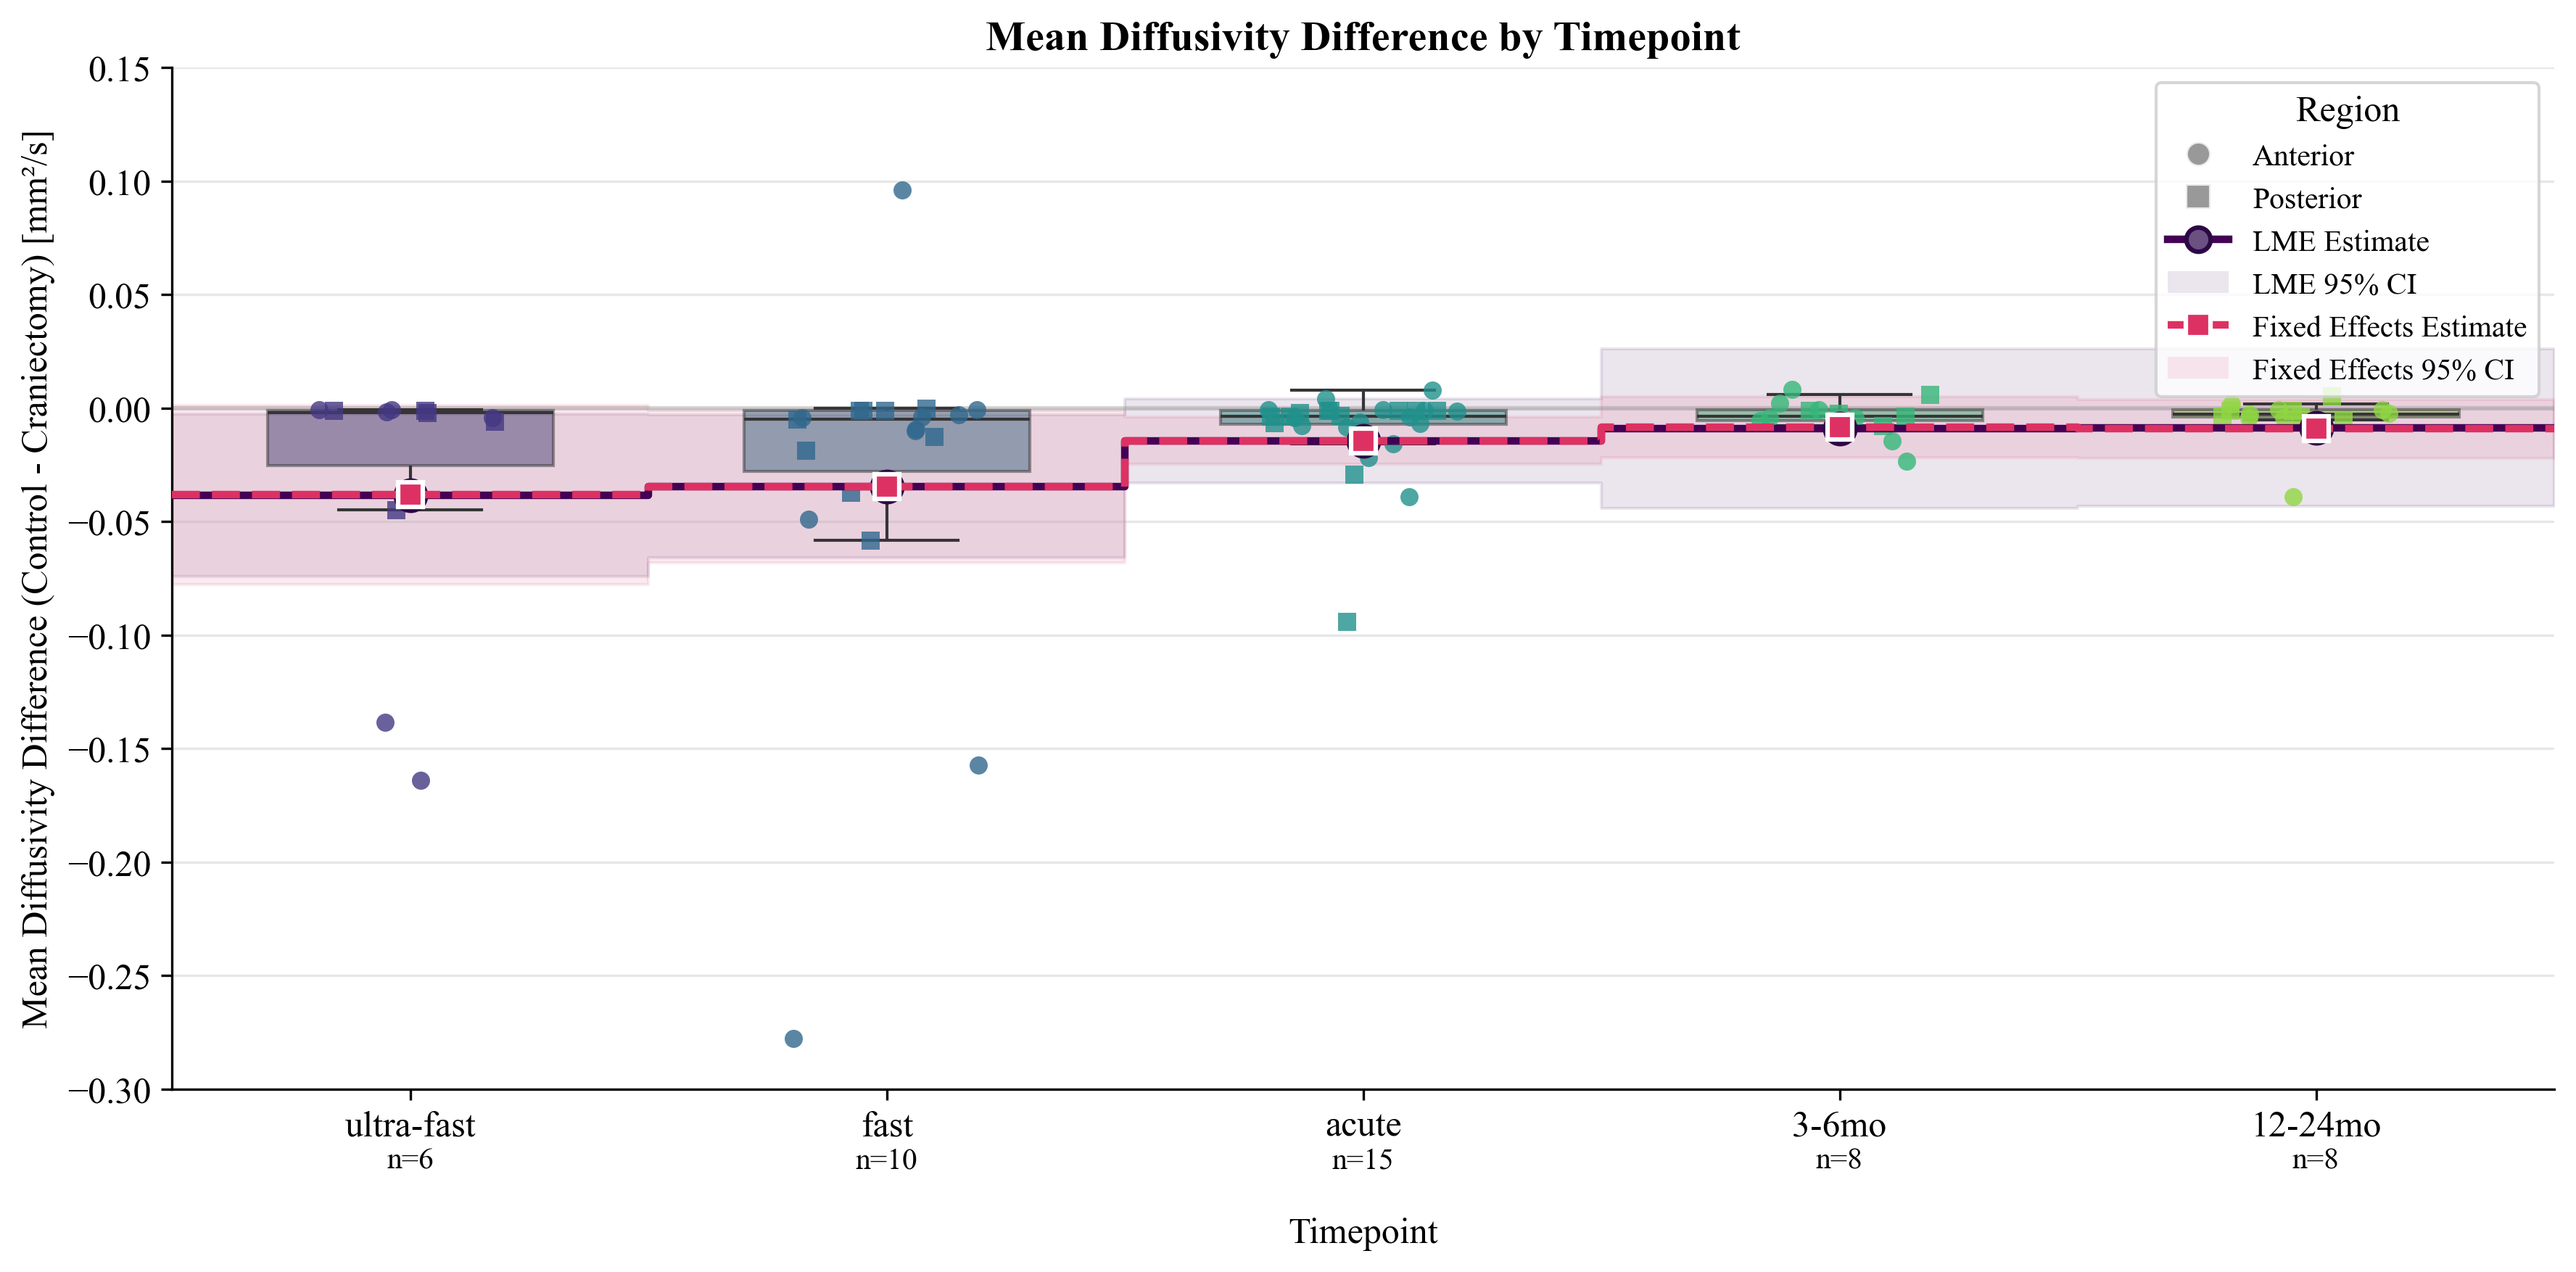 Mean Diffusivity Difference by Timepoint
Mean Diffusivity Difference (Control - Craniectomy) [mm²/s]
0.15
0.10
0.05
0.00
−0.05
−0.10
−0.15
−0.20
−0.25
−0.30
Region
Anterior
Posterior
LME Estimate
LME 95% CI
Fixed Effects Estimate
Fixed Effects 95% CI
ultra-fast
n=6
fast
n=10
acute
n=15
3-6mo
n=8
12-24mo
n=8
Timepoint